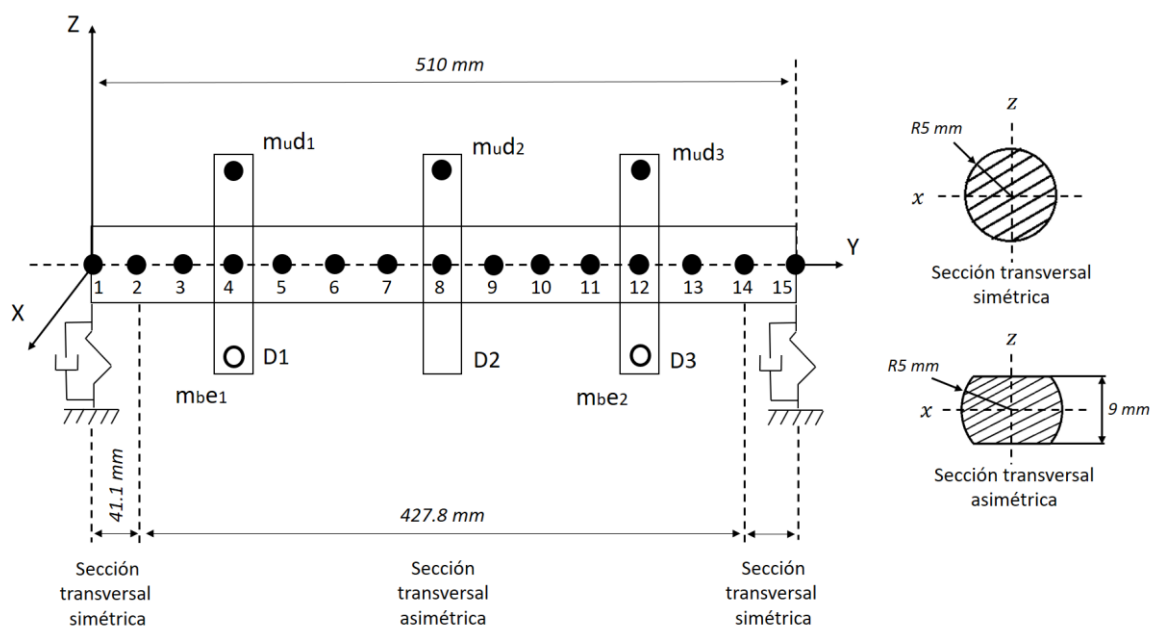 Z
510 mm
mud1
mud2
mud3
Y
1 2 3 4 5 6 7 8 9 10 11 12 13 14 15
X
D1
D2
D3
mbe1
mbe2
41.1 mm
427.8 mm
Sección
transversal
simétrica
Sección
transversal
asimétrica
Sección
transversal
simétrica
z
R5 mm
x
Sección transversal
simétrica
z
R5 mm
x
9 mm
Sección transversal
asimétrica